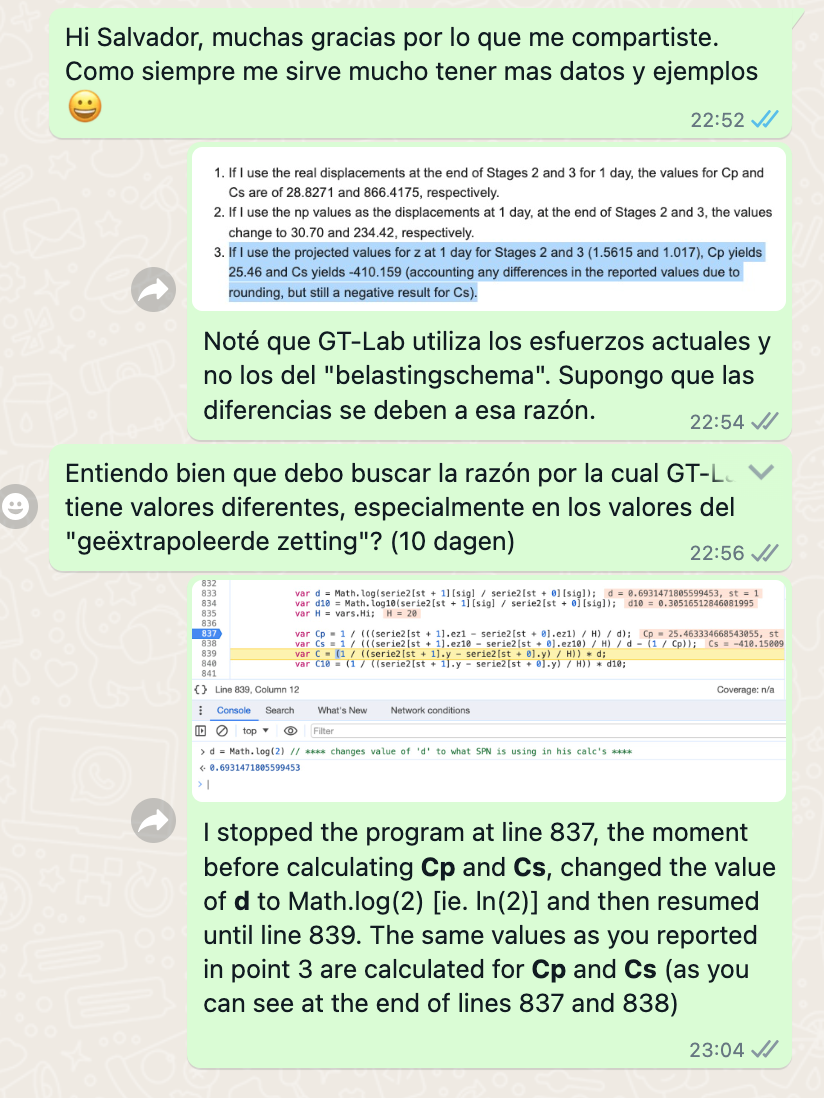 Hi Salvador, muchas gracias por lo que me compartiste.
Como siempre me sirve mucho tener mas datos y ejemplos
😀
22:52
1. If I use the real displacements at the end of Stages 2 and 3 for 1 day, the values for Cp and
Cs are of 28.8271 and 866.4175, respectively.
2. If I use the np values as the displacements at 1 day, at the end of Stages 2 and 3, the values
change to 30.70 and 234.42, respectively.
3. If I use the projected values for z at 1 day for Stages 2 and 3 (1.5615 and 1.017), Cp yields
25.46 and Cs yields -410.159 (accounting any differences in the reported values due to
rounding, but still a negative result for Cs).
Noté que GT-Lab utiliza los esfuerzos actuales y
no los del "belastingschema". Supongo que las
diferencias se deben a esa razón.
22:54
Entiendo bien que debo buscar la razón por la cual GT-L
tiene valores diferentes, especialmente en los valores del
"geëxtrapoleerde zetting"? (10 dagen)
22:56
832
833 var d = Math.log(serie2[st + 1][sig] / serie2[st + 0][sig]); d = 0.6931471805599453, st = 1
834 var d10 = Math.log10(serie2[st + 1][sig] / serie2[st + 0][sig]); d10 = 0.30516512846081995
835 var H = vars.Hi; H = 20
836
837 var Cp = 1 / (((serie2[st + 1].ez1 - serie2[st + 0].ez1) / H) / d); Cp = 25.463334668543055, st
838 var Cs = 1 / (((serie2[st + 1].ez10 - serie2[st + 0].ez10) / H) / d - (1 / Cp)); Cs = -410.15009
839 var C = (1 / ((serie2[st + 1].y - serie2[st + 0].y) / H)) * d;
840 var C10 = (1 / ((serie2[st + 1].y - serie2[st + 0].y) / H)) * d10;
841
{} Line 839, Column 12 Coverage: n/a
Console Search What's New Network conditions
top ▼ Filter
> d = Math.log(2) // **** changes value of 'd' to what SPN is using in his calc's ****
0.6931471805599453
>
I stopped the program at line 837, the moment
before calculating Cp and Cs, changed the value
of d to Math.log(2) [ie. ln(2)] and then resumed
until line 839. The same values as you reported
in point 3 are calculated for Cp and Cs (as you
can see at the end of lines 837 and 838)
23:04